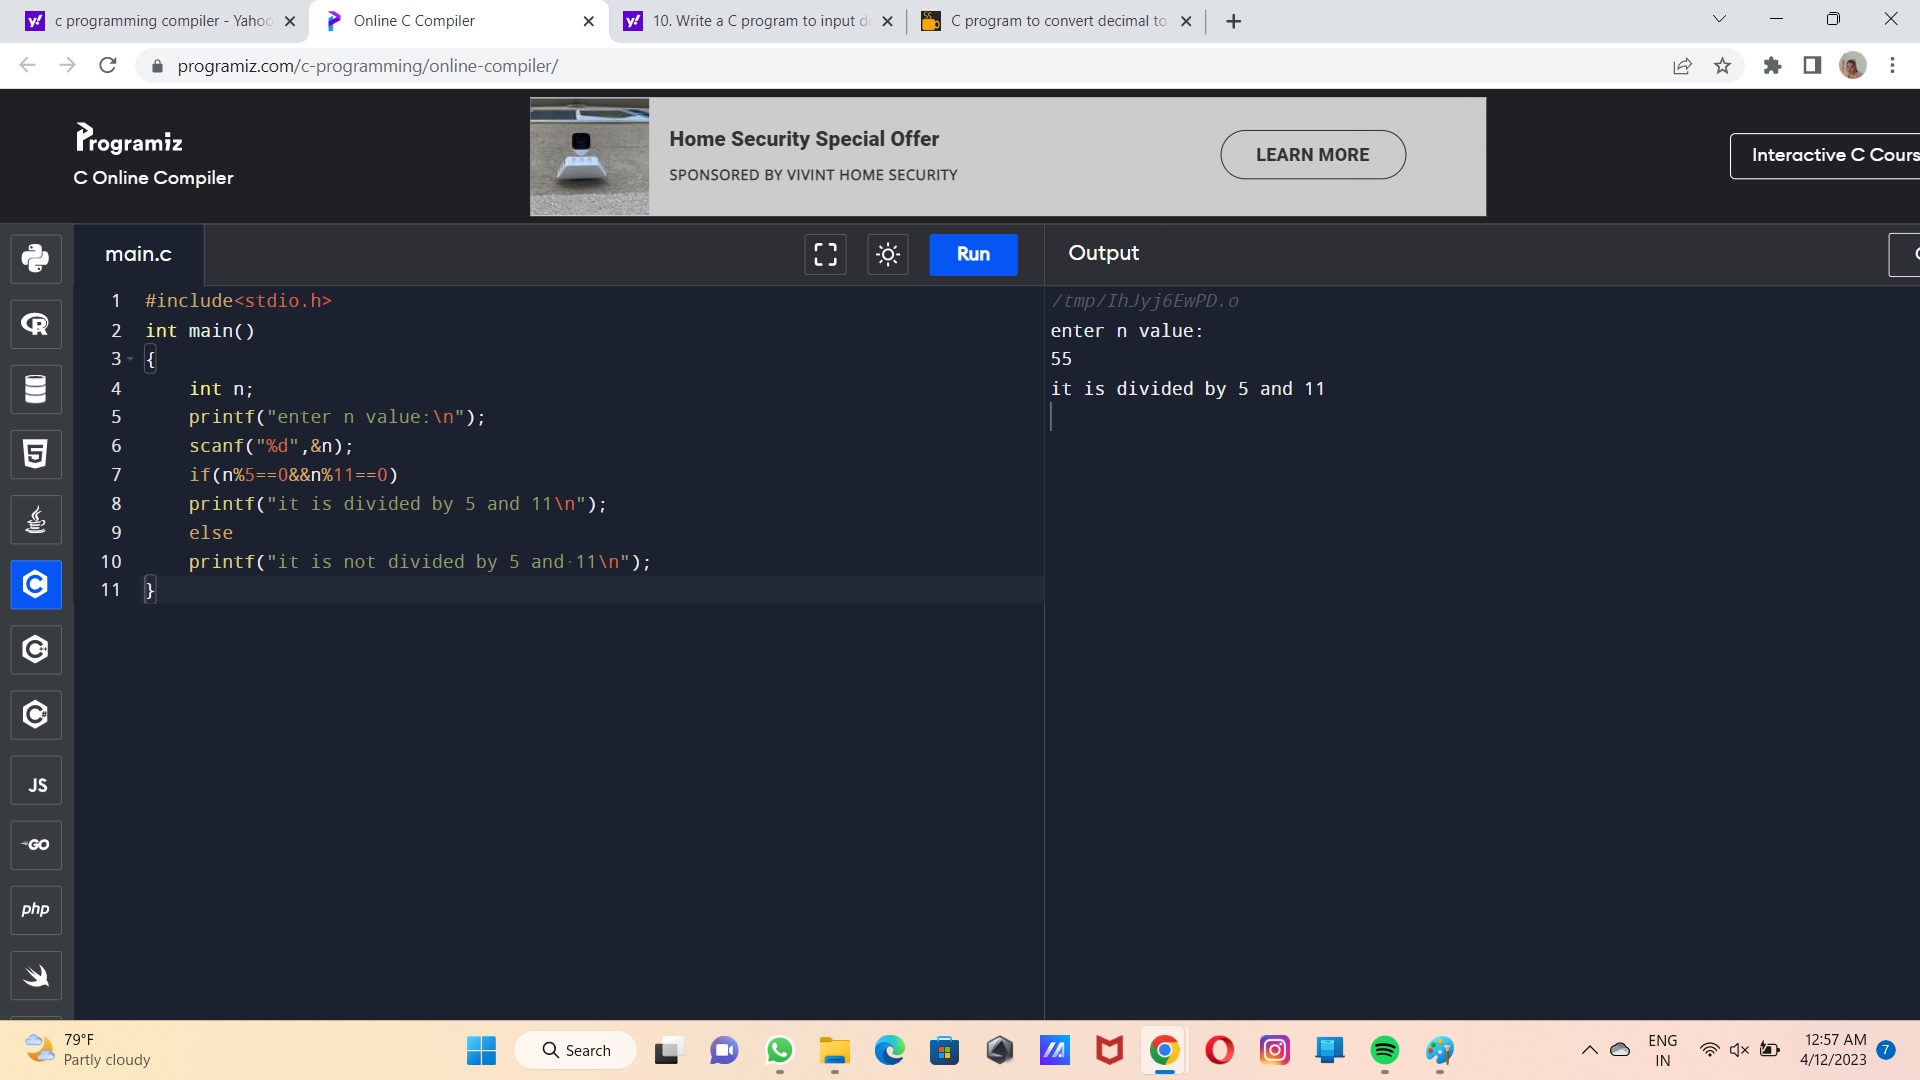 c programming compiler - Yahoo
Online C Compiler
10. Write a C program to input de
C program to convert decimal to
programiz.com/c-programming/online-compiler/
Programiz
C Online Compiler
Home Security Special Offer
SPONSORED BY VIVINT HOME SECURITY
LEARN MORE
Interactive C Cours
main.c
Run
Output
1 #include<stdio.h>
2 int main()
3 {
4 int n;
5 printf("enter n value:\n");
6 scanf("%d",&n);
7 if(n%5==0&&n%11==0)
8 printf("it is divided by 5 and 11\n");
9 else
10 printf("it is not divided by 5 and 11\n");
11 }
/tmp/IhJyj6EwPD.o
enter n value:
55
it is divided by 5 and 11
JS
GO
php
79°F
Partly cloudy
Search
ENG
IN
12:57 AM
4/12/2023
7